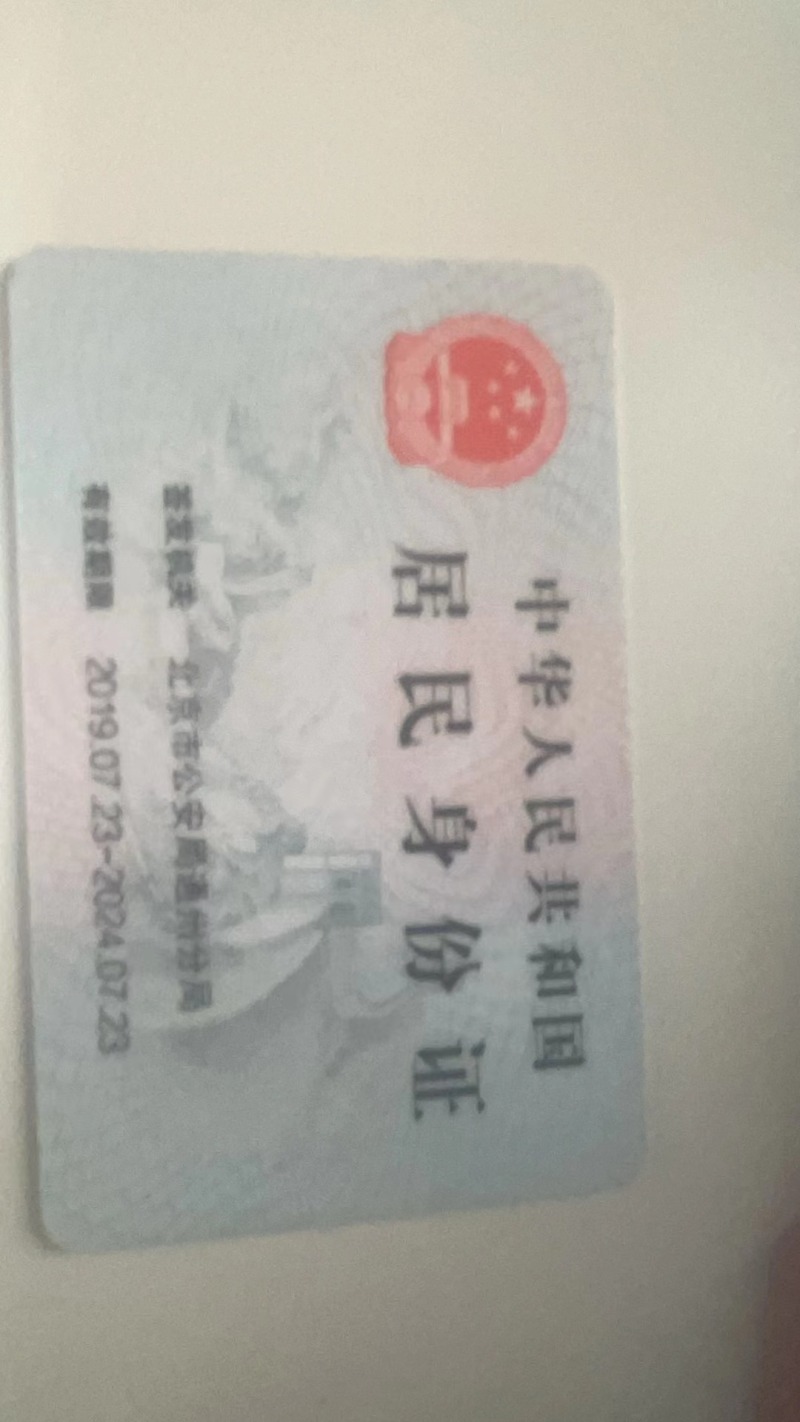 中华人民共和国
居民身份证
签发机关 北京市公安局通州分局
有效期限 2019.07.23-2024.07.23